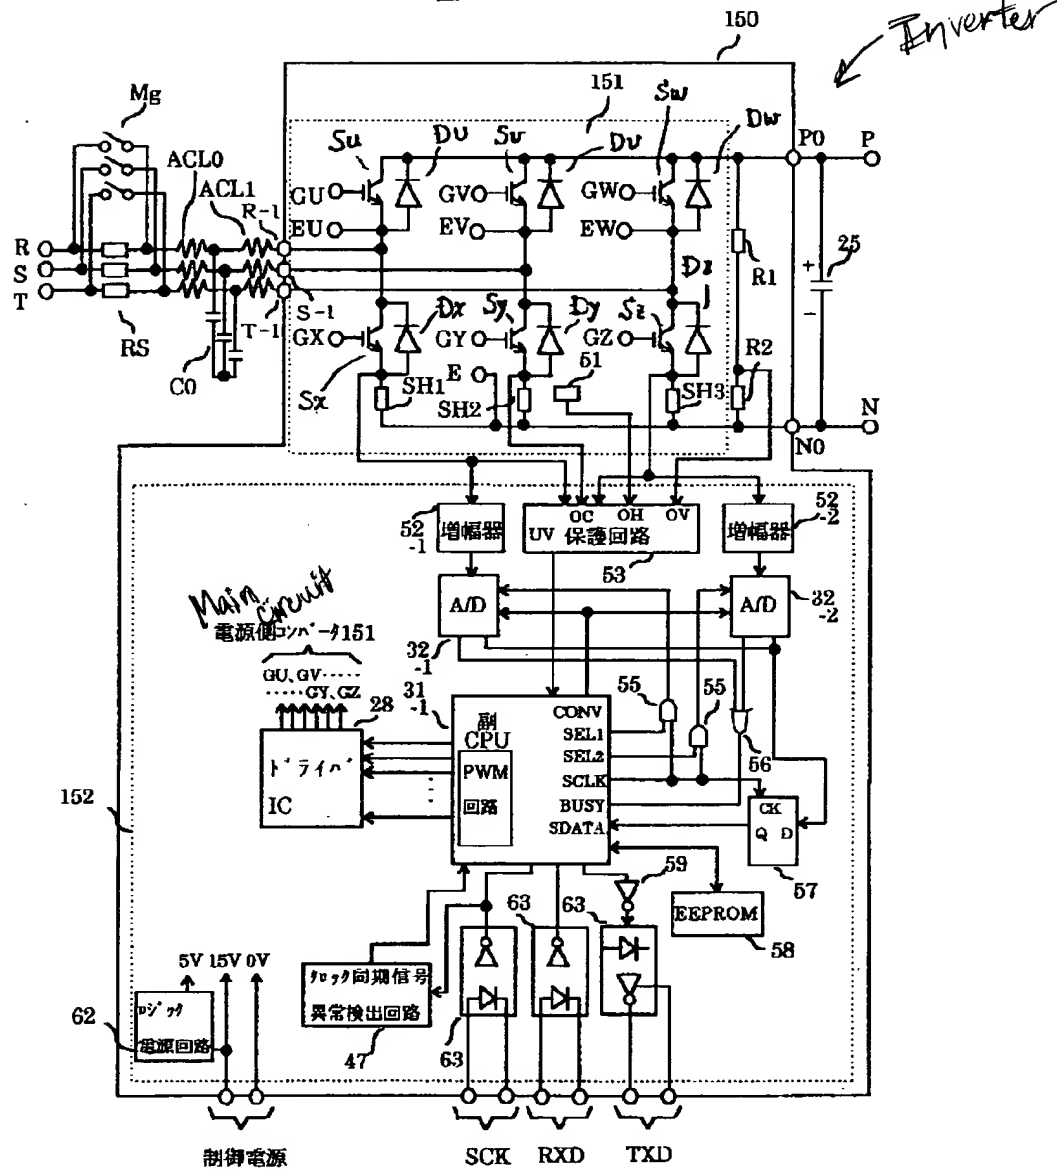 150
Inverter
Mg
151
Su
Du
Sv
Dv
Sw
Dw
P0
P
ACL0
ACL1
R-1
GU
GV
GW
EU
EV
EW
R
S
T
R1
25
+
-
RS
C0
T-1
S-1
GX
Dx
Sy
GY
Dy
Sz
GZ
Dz
E
51
R2
Sx
SH1
SH2
SH3
N
N0
52-1
増幅器
OC
OH
OV
UV
保護回路
53
増幅器
52-2
A/D
A/D
32-1
32-2
Main circuit
電源側コンバータ151
GU、GV‥‥‥
‥‥‥GY、GZ
28
31-1
副
CPU
PWM
回路
CONV
SEL1
SEL2
SCLK
BUSY
SDATA
55
55
56
ドライバ
IC
152
CK
Q D
57
59
EEPROM
58
63
63
5V 15V 0V
クロック同期信号
異常検出回路
47
63
ロジック
電源回路
62
制御電源
SCK
RXD
TXD